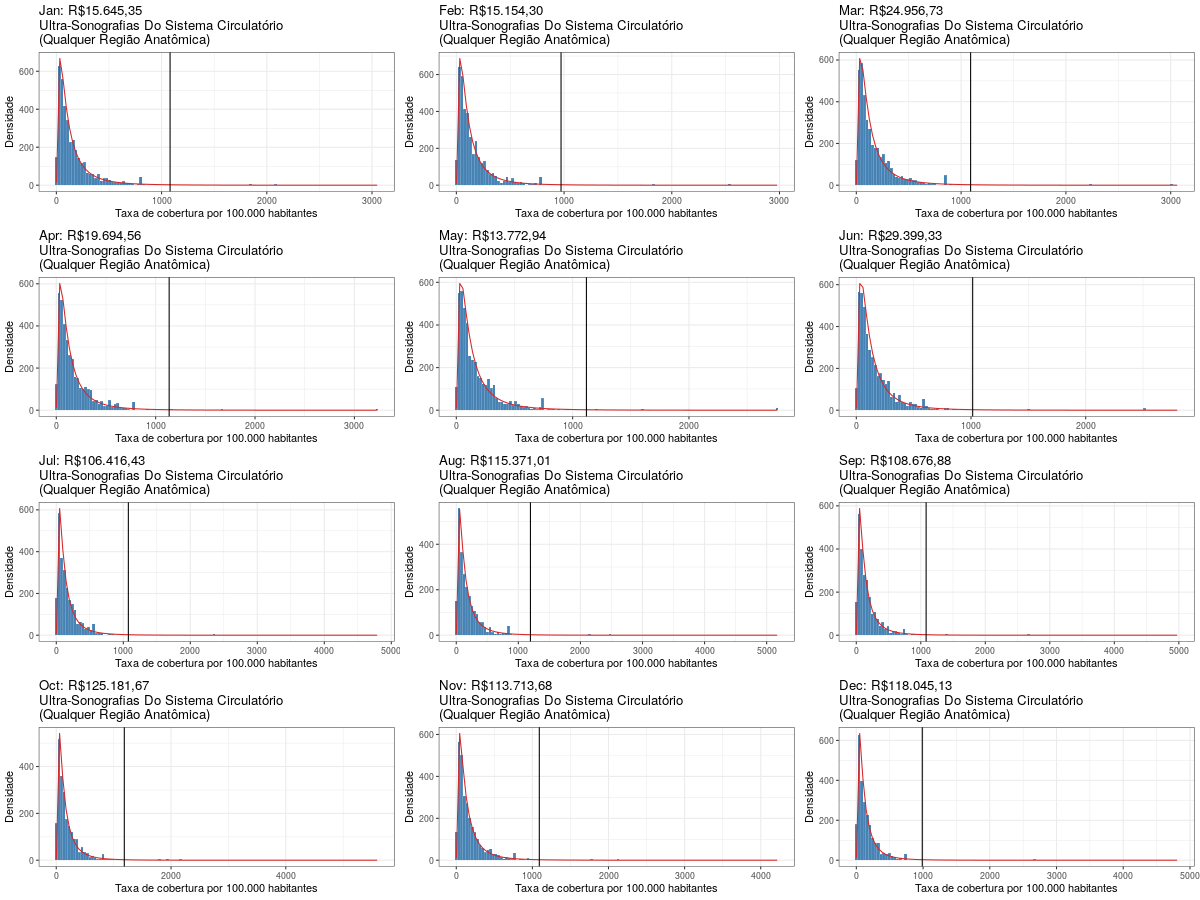 Jan: R$15.645,35
Ultra-Sonografias Do Sistema Circulatório
(Qualquer Região Anatômica)
Densidade
600
400
200
0
0
1000
2000
3000
Taxa de cobertura por 100.000 habitantes
Feb: R$15.154,30
Ultra-Sonografias Do Sistema Circulatório
(Qualquer Região Anatômica)
Densidade
600
400
200
0
0
1000
2000
3000
Taxa de cobertura por 100.000 habitantes
Mar: R$24.956,73
Ultra-Sonografias Do Sistema Circulatório
(Qualquer Região Anatômica)
Densidade
600
400
200
0
0
1000
2000
3000
Taxa de cobertura por 100.000 habitantes
Apr: R$19.694,56
Ultra-Sonografias Do Sistema Circulatório
(Qualquer Região Anatômica)
Densidade
600
400
200
0
0
1000
2000
3000
Taxa de cobertura por 100.000 habitantes
May: R$13.772,94
Ultra-Sonografias Do Sistema Circulatório
(Qualquer Região Anatômica)
Densidade
600
400
200
0
0
1000
2000
Taxa de cobertura por 100.000 habitantes
Jun: R$29.399,33
Ultra-Sonografias Do Sistema Circulatório
(Qualquer Região Anatômica)
Densidade
600
400
200
0
0
1000
2000
Taxa de cobertura por 100.000 habitantes
Jul: R$106.416,43
Ultra-Sonografias Do Sistema Circulatório
(Qualquer Região Anatômica)
Densidade
600
400
200
0
0
1000
2000
3000
4000
5000
Taxa de cobertura por 100.000 habitantes
Aug: R$115.371,01
Ultra-Sonografias Do Sistema Circulatório
(Qualquer Região Anatômica)
Densidade
400
200
0
0
1000
2000
3000
4000
5000
Taxa de cobertura por 100.000 habitantes
Sep: R$108.676,88
Ultra-Sonografias Do Sistema Circulatório
(Qualquer Região Anatômica)
Densidade
600
400
200
0
0
1000
2000
3000
4000
5000
Taxa de cobertura por 100.000 habitantes
Oct: R$125.181,67
Ultra-Sonografias Do Sistema Circulatório
(Qualquer Região Anatômica)
Densidade
400
200
0
0
2000
4000
Taxa de cobertura por 100.000 habitantes
Nov: R$113.713,68
Ultra-Sonografias Do Sistema Circulatório
(Qualquer Região Anatômica)
Densidade
600
400
200
0
0
1000
2000
3000
4000
Taxa de cobertura por 100.000 habitantes
Dec: R$118.045,13
Ultra-Sonografias Do Sistema Circulatório
(Qualquer Região Anatômica)
Densidade
600
400
200
0
0
1000
2000
3000
4000
5000
Taxa de cobertura por 100.000 habitantes